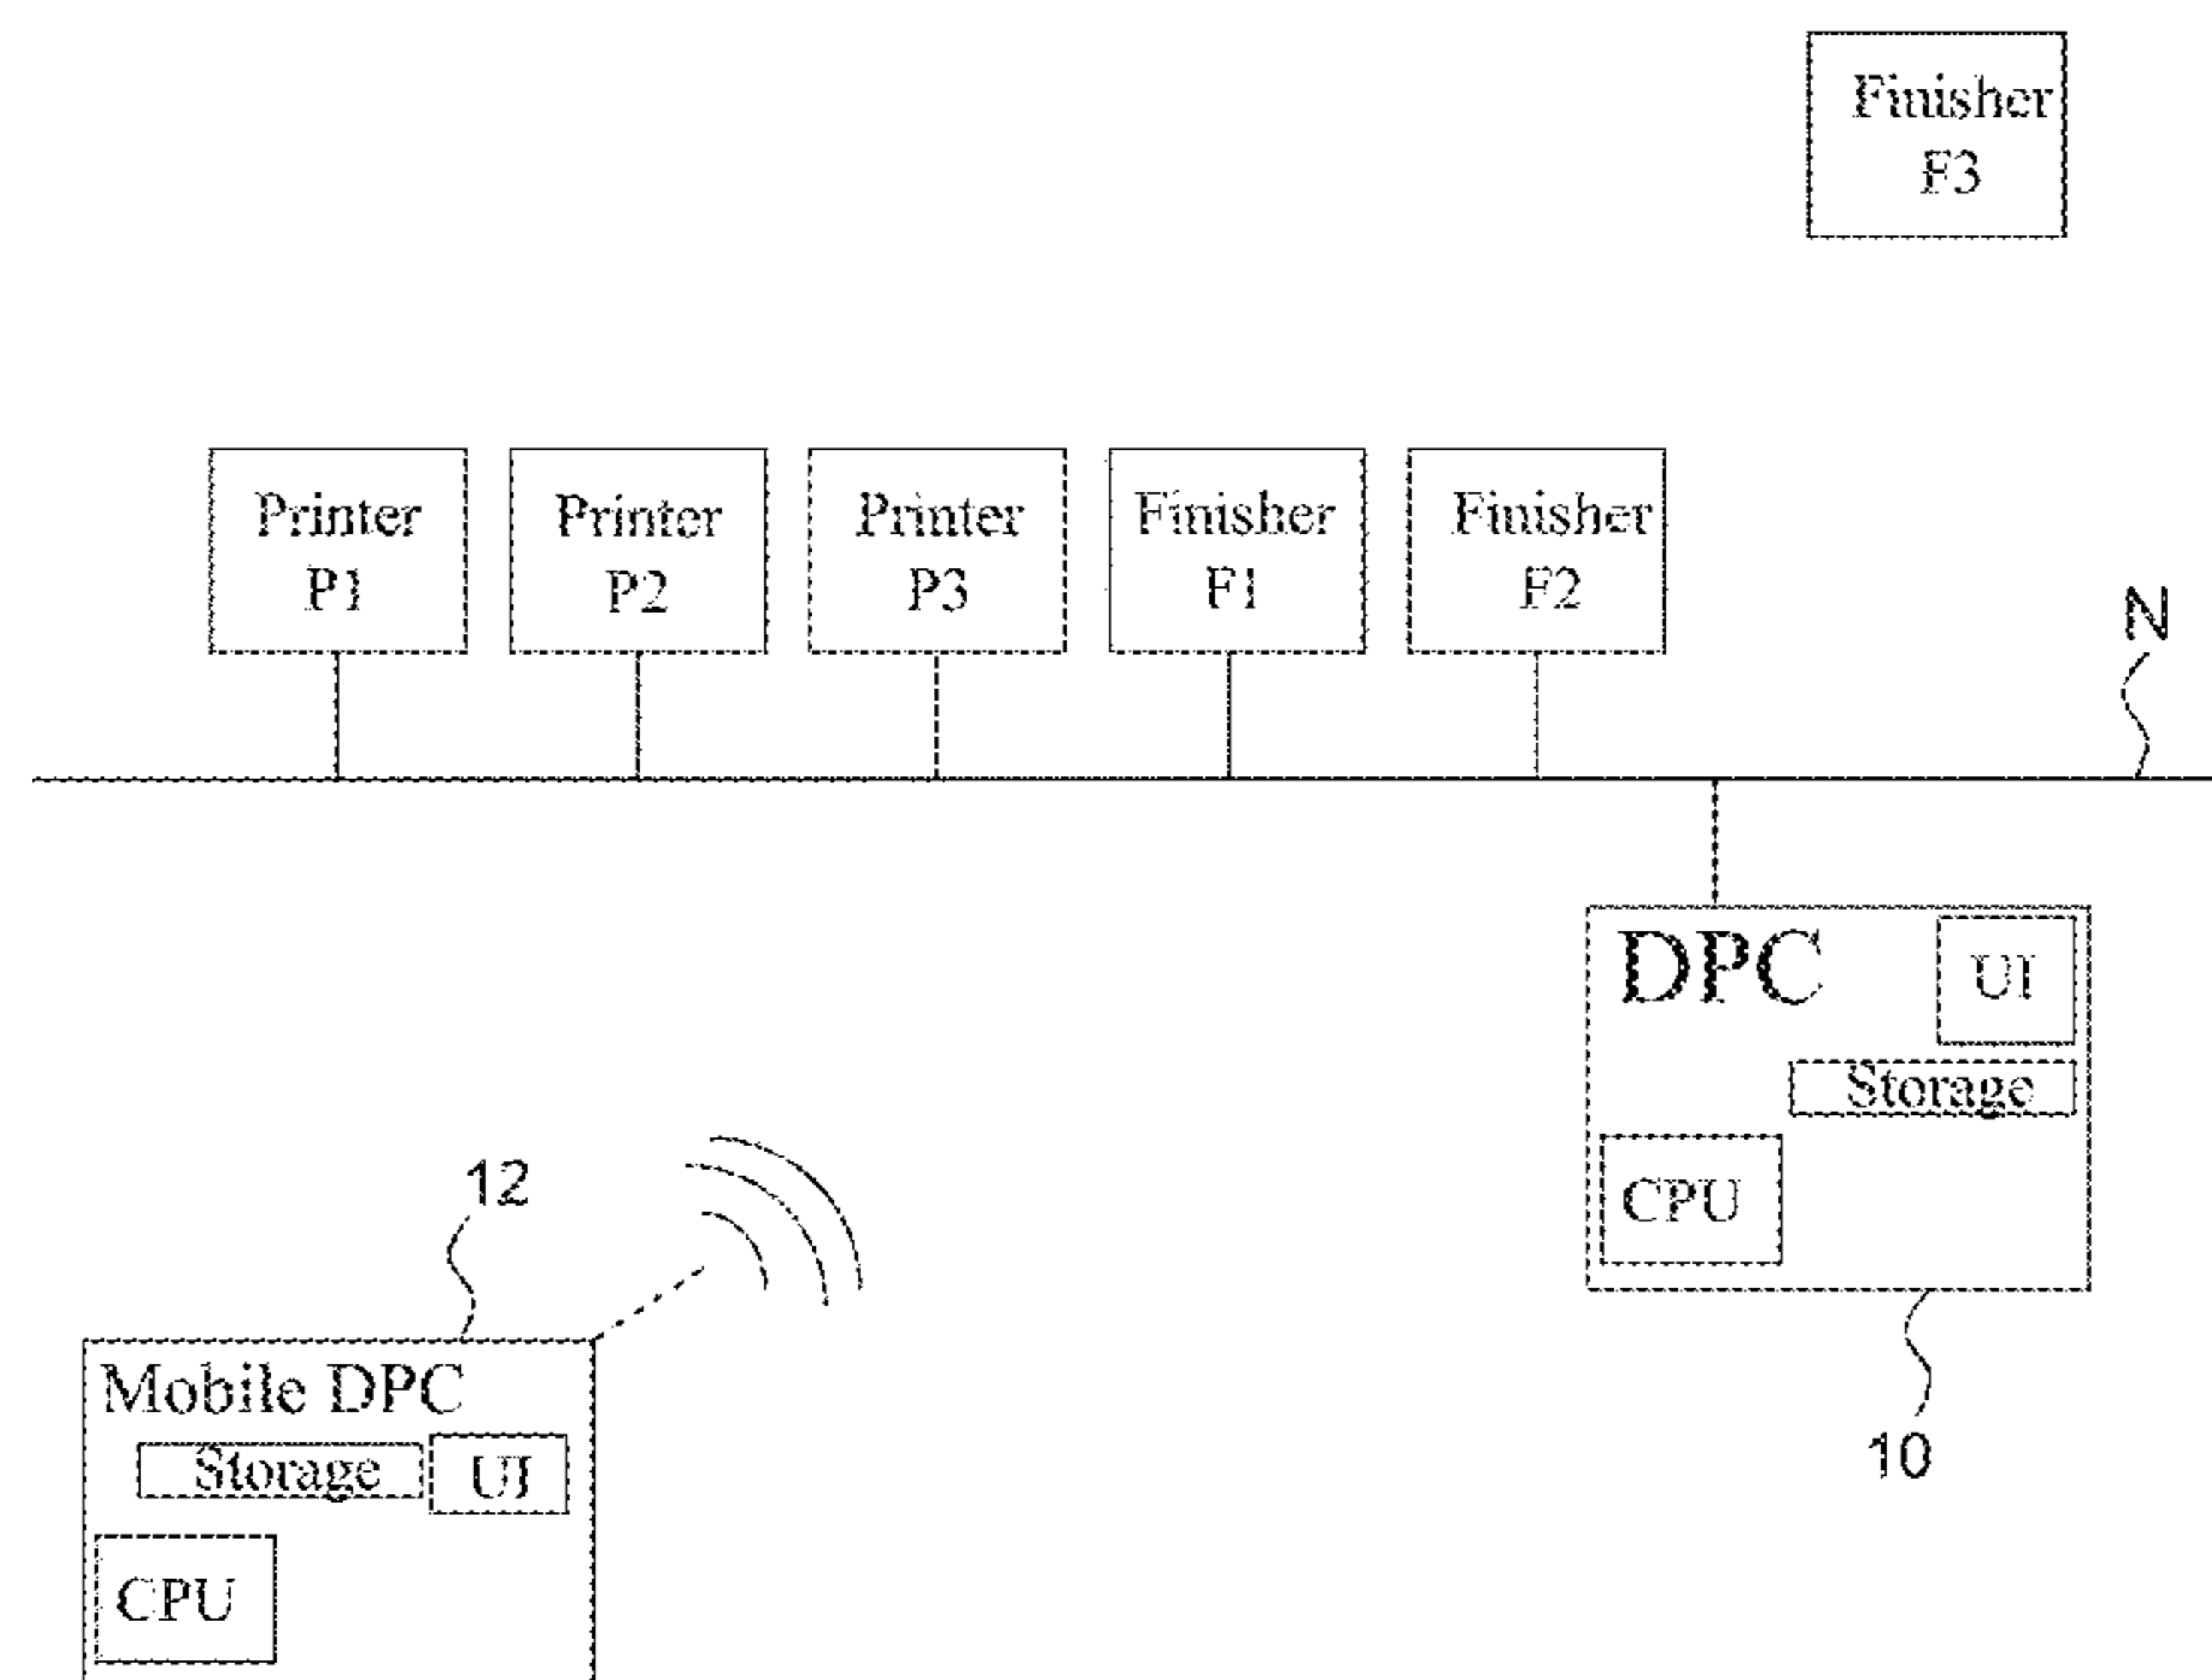 Finisher
F3
Printer
P1
Printer
P2
Printer
P3
Finisher
F1
Finisher
F2
N
DPC
UI
Storage
CPU
10
12
Mobile DPC
Storage
UI
CPU